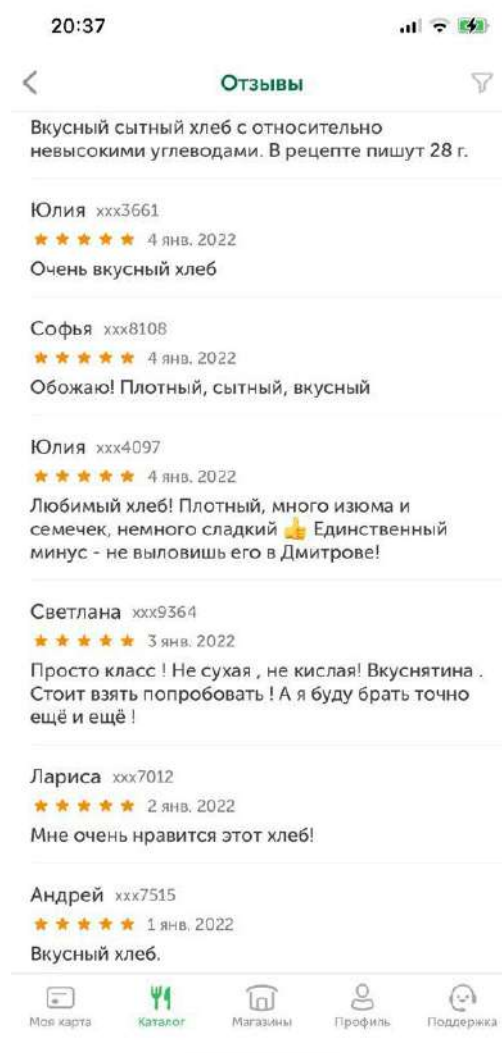 20:37
Отзывы
Вкусный сытный хлеб с относительно
невысокими углеводами. В рецепте пишут 28 г.
Юлия xxx3661
4 янв. 2022
Очень вкусный хлеб
Софья xxx8108
4 янв. 2022
Обожаю! Плотный, сытный, вкусный
Юлия xxx4097
4 янв. 2022
Любимый хлеб! Плотный, много изюма и
семечек, немного сладкий 👍 Единственный
минус - не выловишь его в Дмитрове!
Светлана xxx9364
3 янв. 2022
Просто класс ! Не сухая , не кислая! Вкуснятина .
Стоит взять попробовать ! А я буду брать точно
ещё и ещё !
Лариса xxx7012
2 янв. 2022
Мне очень нравится этот хлеб!
Андрей xxx7515
1 янв. 2022
Вкусный хлеб.
Моя карта Каталог Магазины Профиль Поддержка